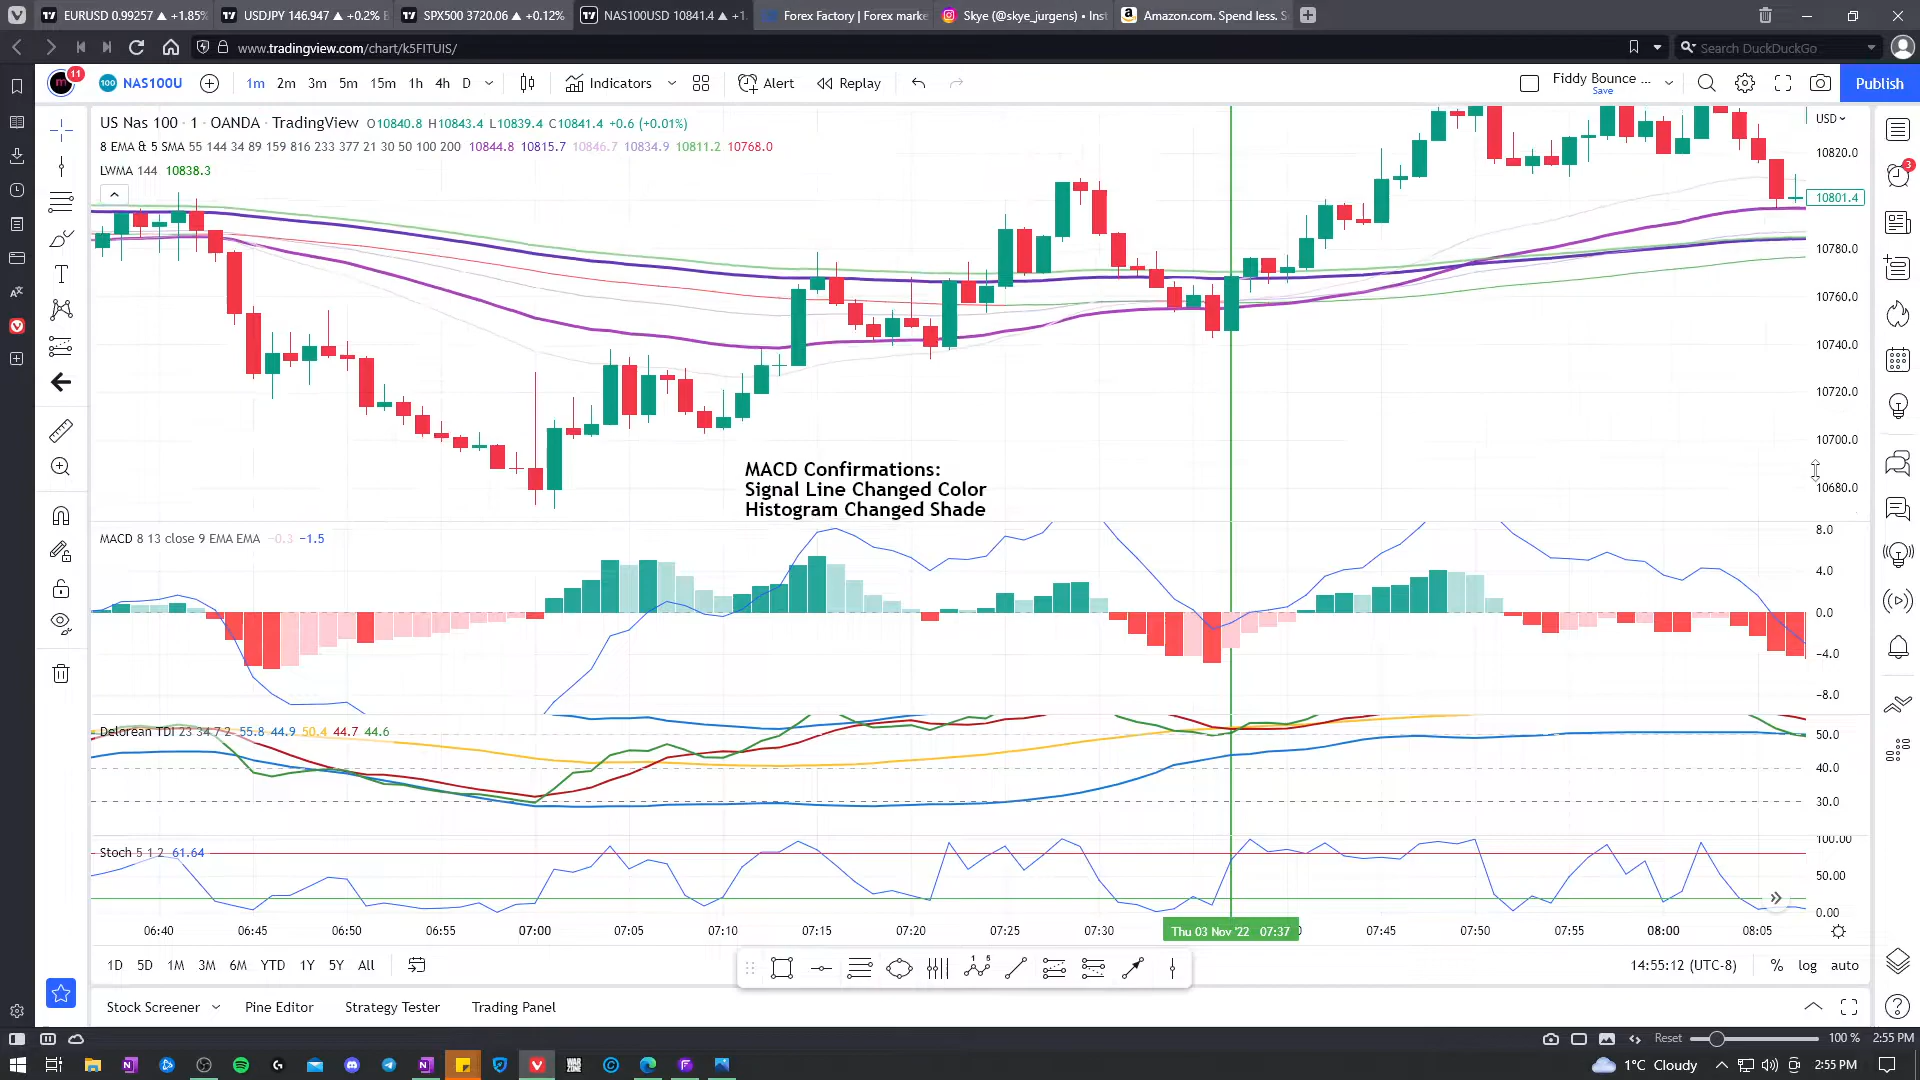 EURUSD 0.99257 ▲ +1.85%
USDJPY 146.947 ▲ +0.2%
SPX500 3720.06 ▲ +0.12%
NAS100USD 10841.4 ▲ +1.
Forex Factory | Forex marke
Skye (@skye_jurgens) • Inst
Amazon.com. Spend less. S
www.tradingview.com/chart/k5FITUIS/
Search DuckDuckGo
11
100 NAS100U
1m 2m 3m 5m 15m 1h 4h D
Indicators
Alert
Replay
Fiddy Bounce ...
Save
Publish
US Nas 100 · 1 · OANDA · TradingView O10840.8 H10843.4 L10839.4 C10841.4 +0.6 (+0.01%)
8 EMA & 5 SMA 55 144 34 89 159 816 233 377 21 30 50 100 200 10844.8 10815.7 10846.7 10834.9 10811.2 10768.0
LWMA 144 10838.3
USD
10820.0
10801.4
10780.0
10760.0
10740.0
10720.0
10700.0
10680.0
3
MACD Confirmations:
Signal Line Changed Color
Histogram Changed Shade
MACD 8 13 close 9 EMA EMA −0.3 −1.5
8.0
4.0
0.0
−4.0
−8.0
Delorean TDI 23 34 7 2 55.8 44.9 50.4 44.7 44.6
50.0
40.0
30.0
Stoch 5 1 2 61.64
100.00
50.00
0.00
06:40 06:45 06:50 06:55 07:00 07:05 07:10 07:15 07:20 07:25 07:30 Thu 03 Nov '22 07:37 07:45 07:50 07:55 08:00 08:05
1D 5D 1M 3M 6M YTD 1Y 5Y All
14:55:12 (UTC-8) % log auto
Stock Screener Pine Editor Strategy Tester Trading Panel
Reset 100 % 2:55 PM
WAR ZONE
1°C Cloudy
2:55 PM